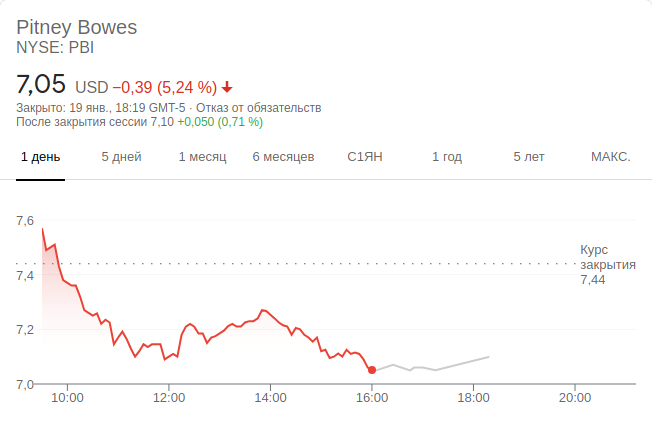 Pitney Bowes
NYSE: PBI
7,05 USD −0,39 (5,24 %)
Закрыто: 19 янв., 18:19 GMT-5 · Отказ от обязательств
После закрытия сессии 7,10 +0,050 (0,71 %)
1 день 5 дней 1 месяц 6 месяцев С1ЯН 1 год 5 лет МАКС.
7,6
Курс
закрытия
7,44
7,4
7,2
7,0
10:00 12:00 14:00 16:00 18:00 20:00